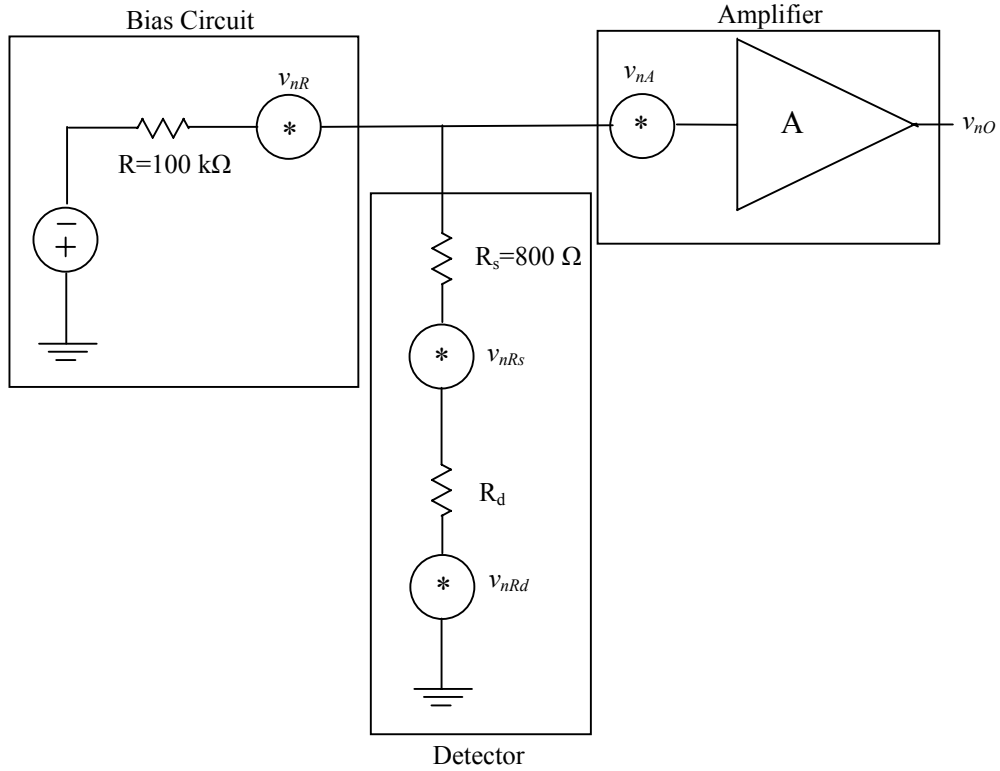 Bias Circuit
Amplifier
v_nR
v_nA
*
*
A
v_nO
R=100 kΩ
−
+
R_s=800 Ω
*
v_nRs
R_d
*
v_nRd
Detector